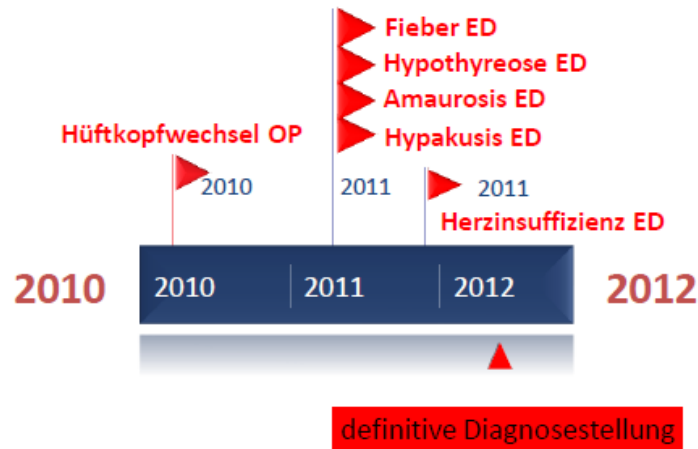 Fieber ED
Hypothyreose ED
Amaurosis ED
Hypakusis ED
Hüftkopfwechsel OP
2010
2011
2011
Herzinsuffizienz ED
2010
2010
2011
2012
2012
definitive Diagnosestellung